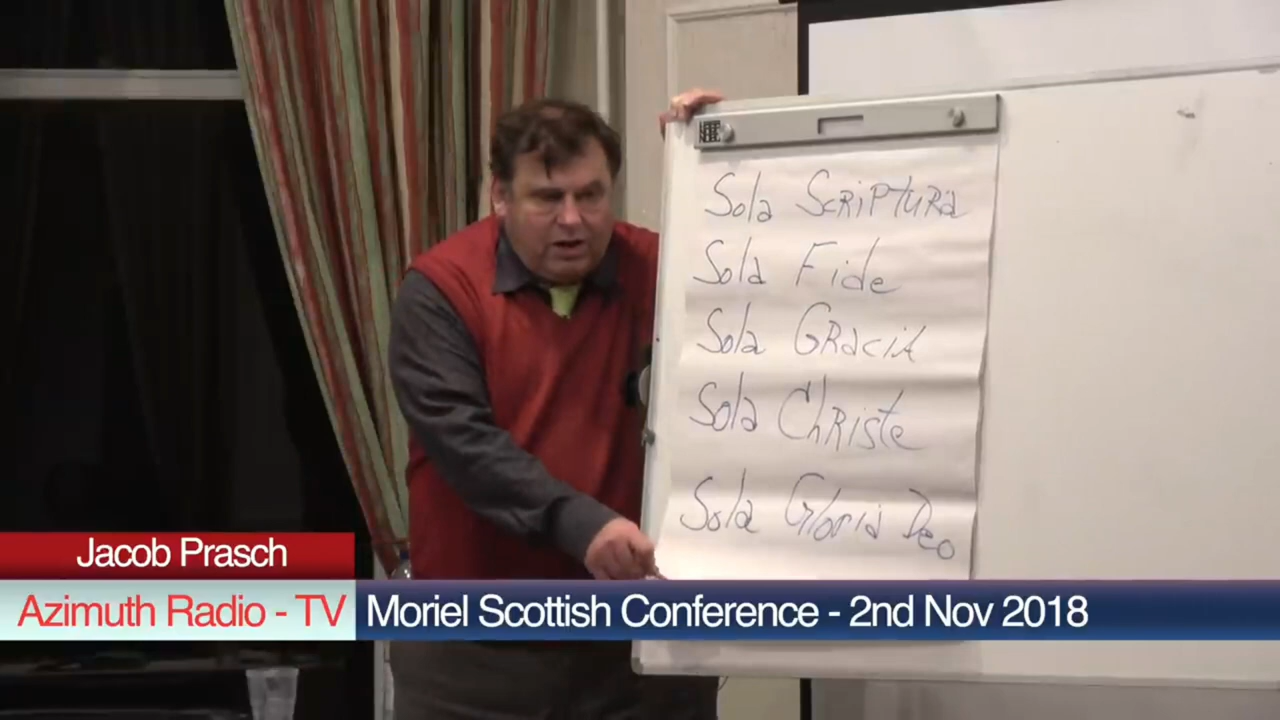 Sola Scriptura
Sola Fide
Sola Gracia
Sola Christe
Sola Gloria Deo
Jacob Prasch
Azimuth Radio - TV
Moriel Scottish Conference - 2nd Nov 2018